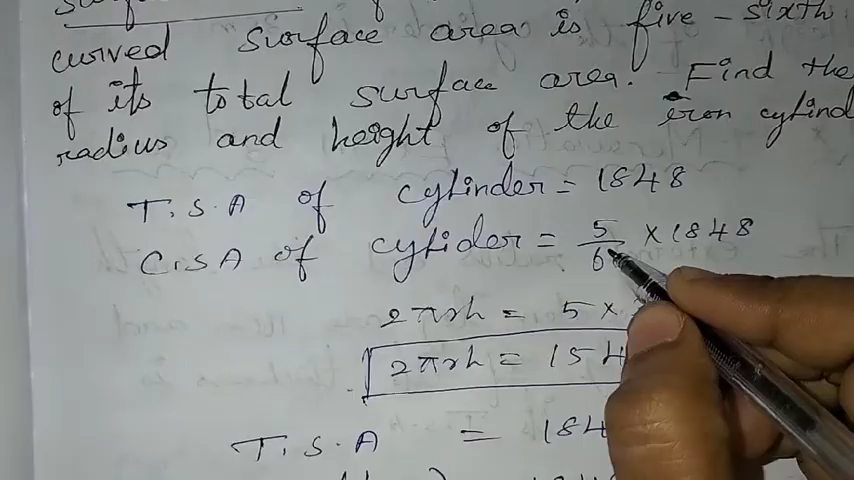 curved surface area is five - sixth
of its total surface area. Find the
radius and height of the iron
T.S.A of cylinder = 1848
C.S.A of cylider = 5/6 × 1848
2πrh = 5 ×
2πrh = 154
T.S.A = 184